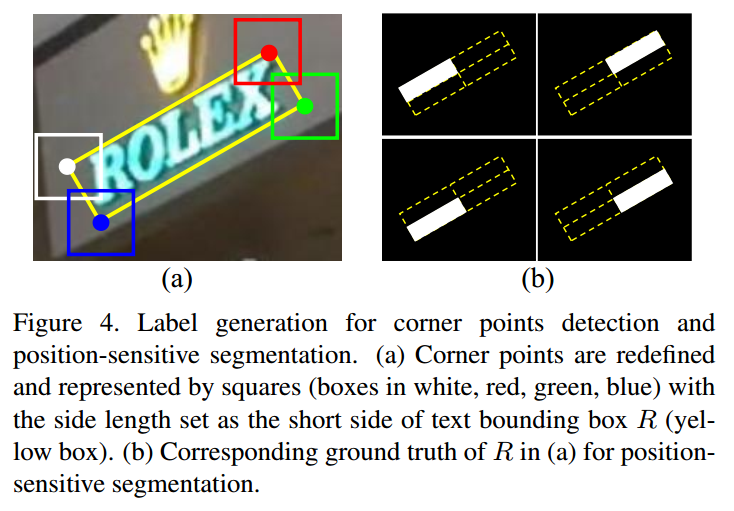 ROLEX
(a) (b)
Figure 4. Label generation for corner points detection and
position-sensitive segmentation. (a) Corner points are redefined
and represented by squares (boxes in white, red, green, blue) with
the side length set as the short side of text bounding box R (yel-
low box). (b) Corresponding ground truth of R in (a) for position-
sensitive segmentation.